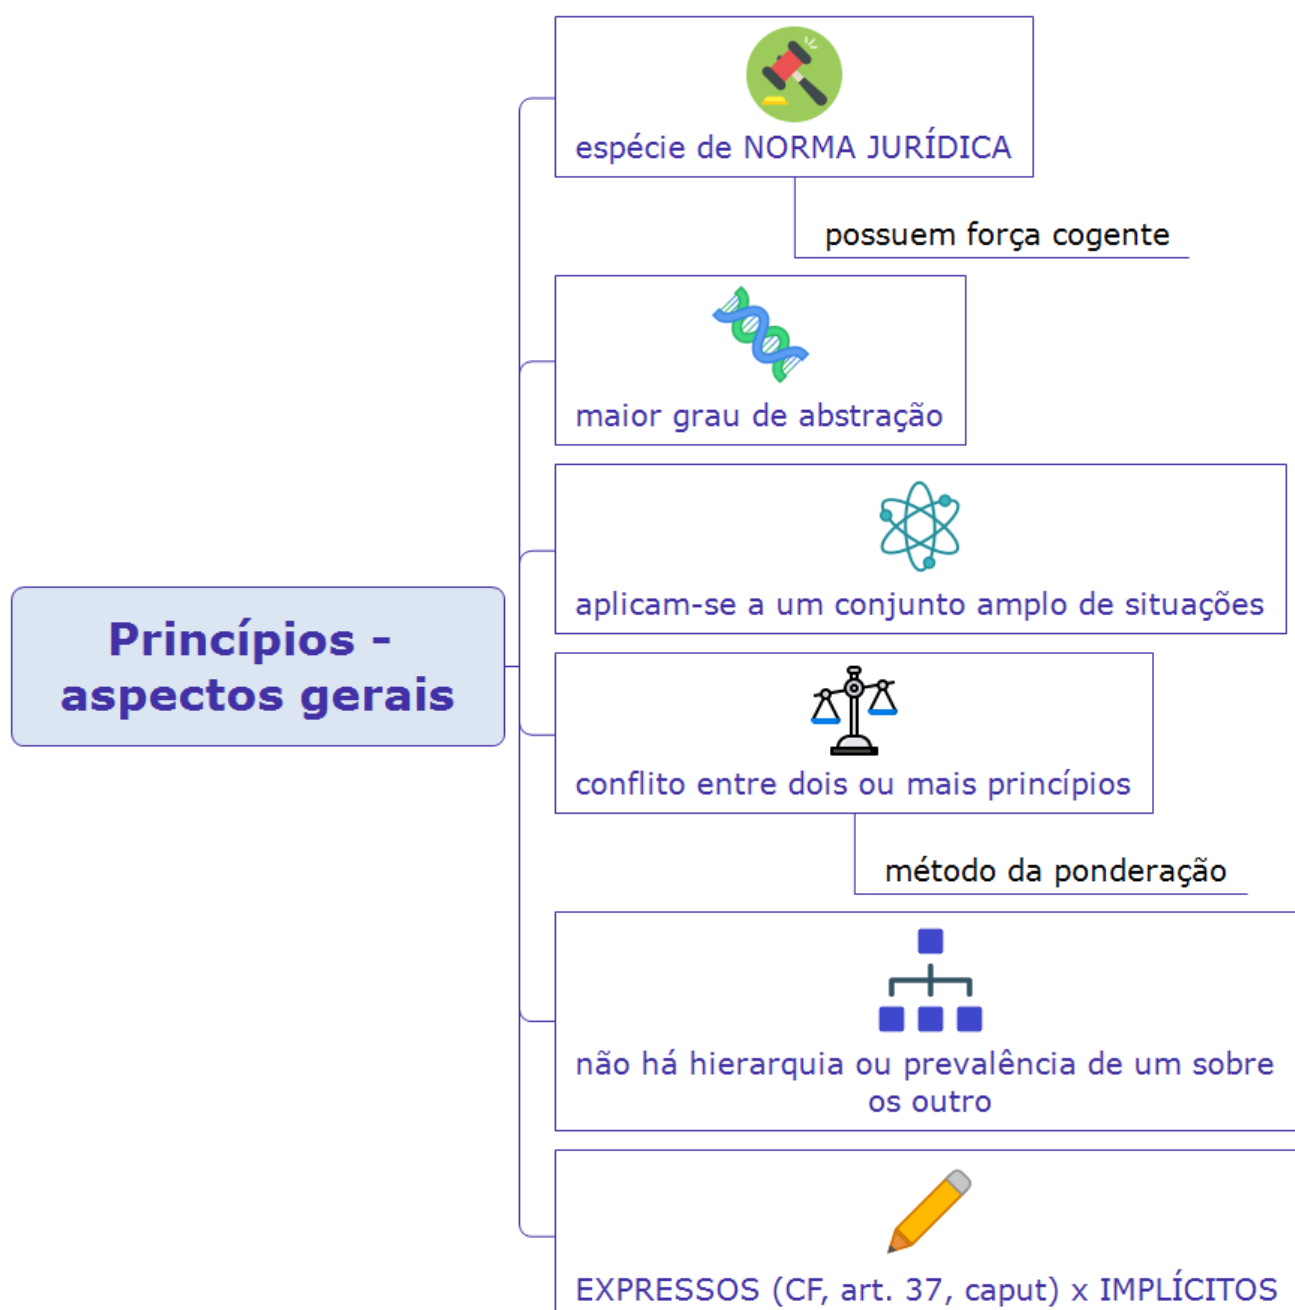 espécie de NORMA JURÍDICA
possuem força cogente
maior grau de abstração
aplicam-se a um conjunto amplo de situações
Princípios -
aspectos gerais
conflito entre dois ou mais princípios
método da ponderação
não há hierarquia ou prevalência de um sobre
os outro
EXPRESSOS (CF, art. 37, caput) x IMPLÍCITOS